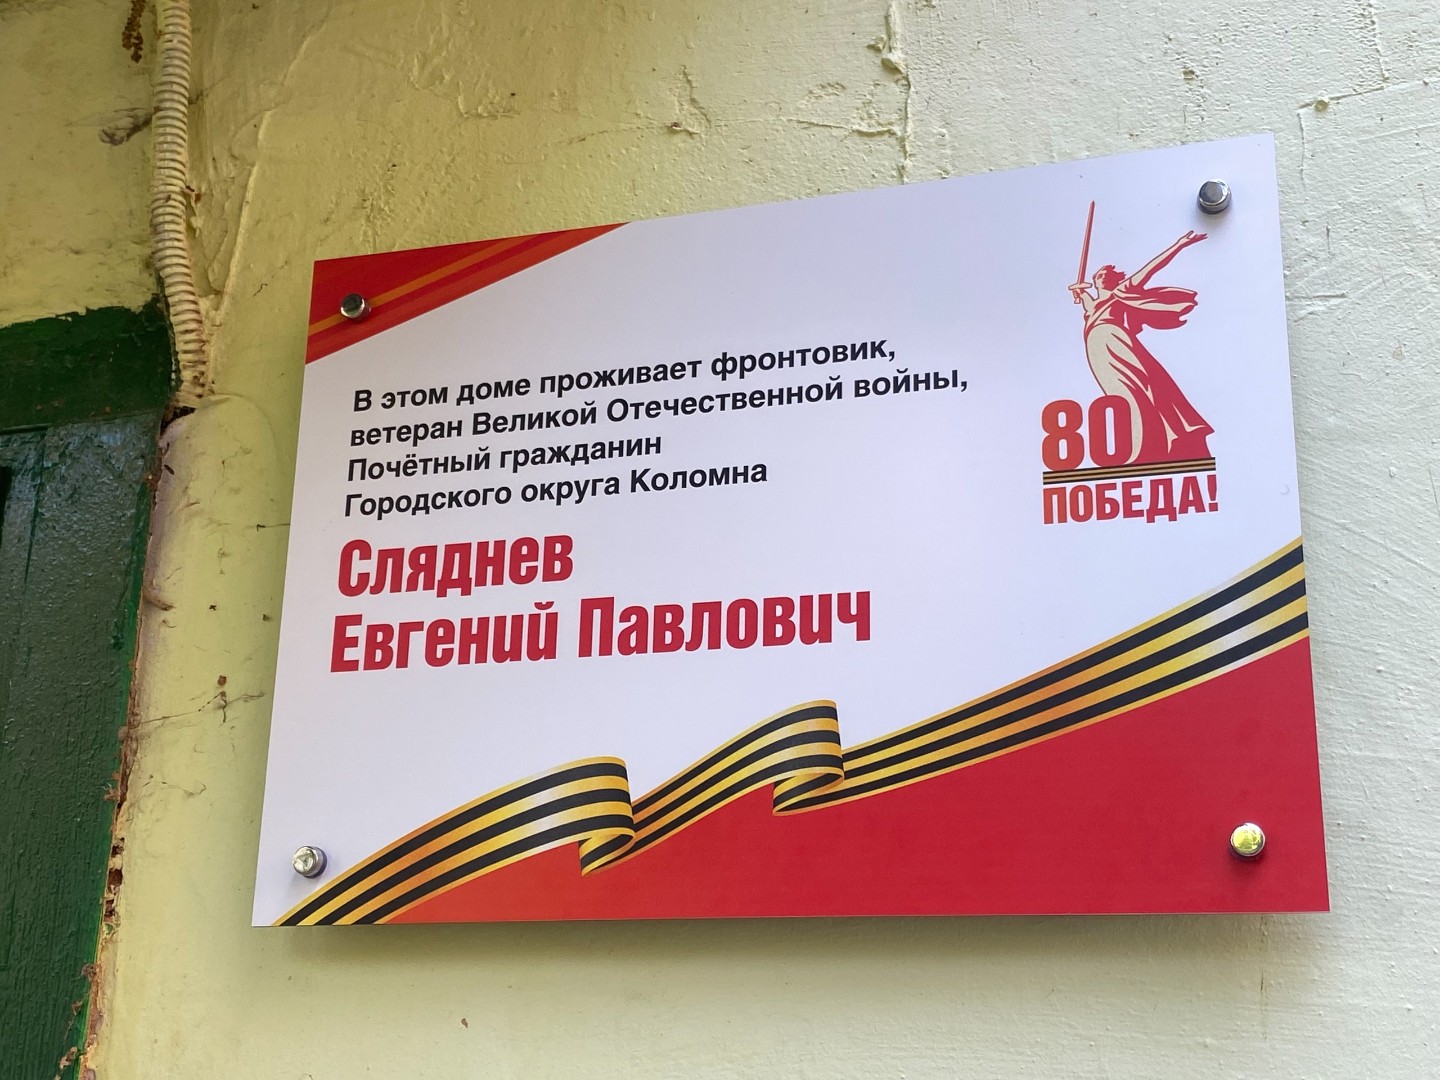 В этом доме проживает фронтовик,
ветеран Великой Отечественной войны,
Почётный гражданин
Городского округа Коломна
Сляднев
Евгений Павлович
80
ПОБЕДА!